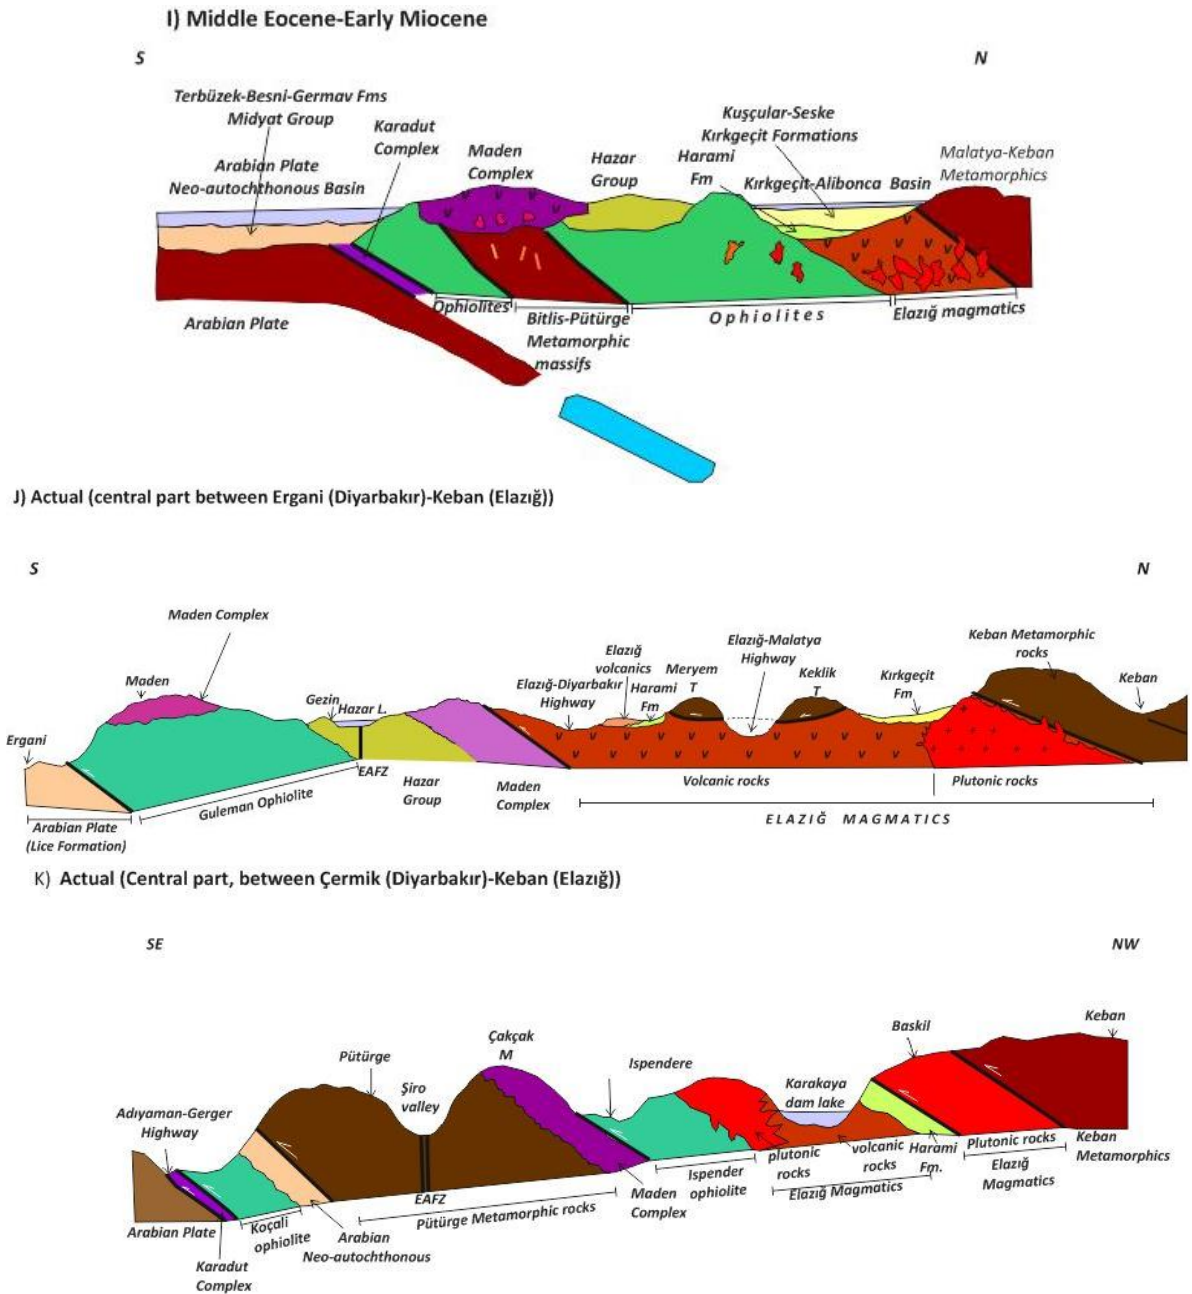 I) Middle Eocene-Early Miocene
S
N
Terbüzek-Besni-Germav Fms
Midyat Group
Karadut
Complex
Arabian Plate
Neo-autochthonous Basin
Maden
Complex
Hazar
Group
Kuşçular-Seske
Kırkgeçit Formations
Harami
Fm
Kırkgeçit-Alibonca Basin
Malatya-Keban
Metamorphics
Arabian Plate
Ophiolites
Bitlis-Pütürge
Metamorphic
massifs
Ophiolites
Elazığ magmatics
J) Actual (central part between Ergani (Diyarbakır)-Keban (Elazığ))
S
N
Maden Complex
Maden
Ergani
Gezin
Hazar L.
Elazığ-Diyarbakır
Highway
Elazığ
volcanics
Harami
Fm
Meryem
T
Elazığ-Malatya
Highway
Keklik
T
Kırkgeçit
Fm
Keban Metamorphic
rocks
Keban
Arabian Plate
(Lice Formation)
Guleman Ophiolite
EAFZ
Hazar
Group
Maden
Complex
Volcanic rocks
Plutonic rocks
ELAZIĞ MAGMATICS
K) Actual (Central part, between Çermik (Diyarbakır)-Keban (Elazığ))
SE
NW
Adıyaman-Gerger
Highway
Pütürge
Şiro
valley
Çakçak
M
Ispendere
Karakaya
dam lake
Baskil
Keban
Arabian Plate
Karadut
Complex
Koçali
ophiolite
Arabian
Neo-autochthonous
EAFZ
Pütürge Metamorphic rocks
Maden
Complex
Ispender
ophiolite
plutonic
rocks
volcanic
rocks
Elazığ Magmatics
Harami
Fm.
Plutonic rocks
Elazığ
Magmatics
Keban
Metamorphics